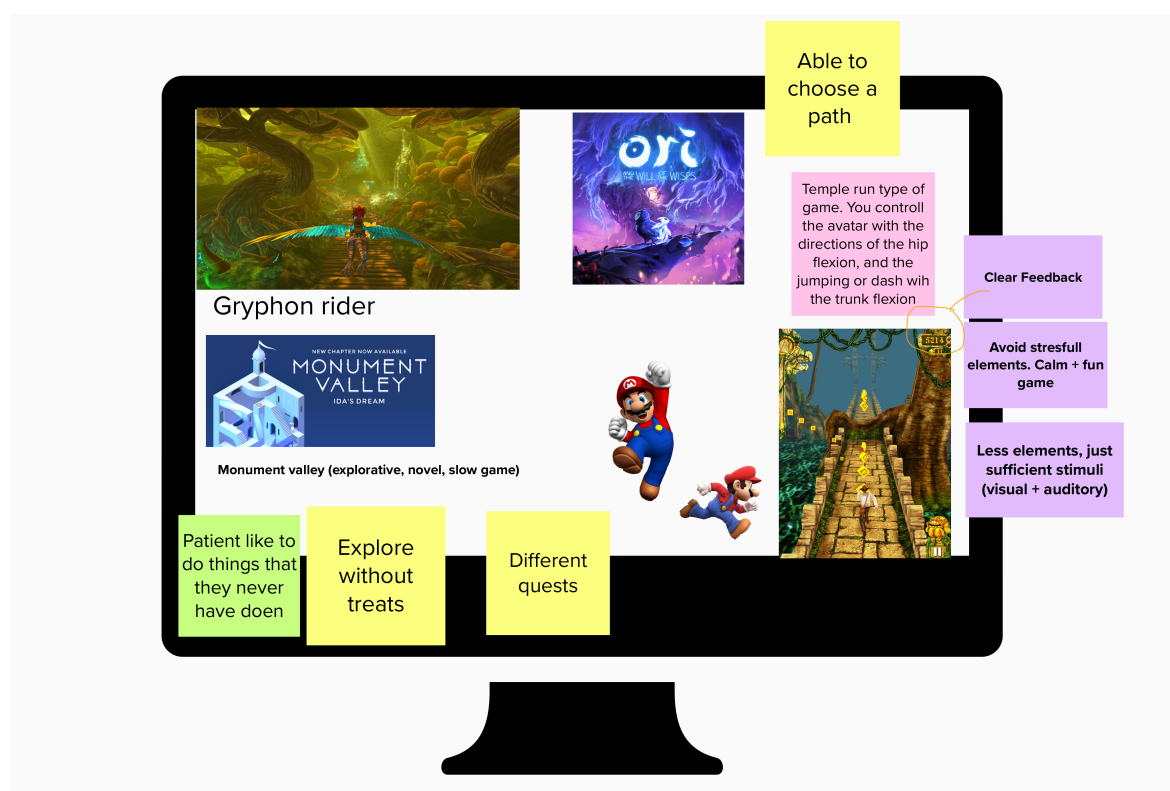 Able to
choose a
path
ori
AND THE WILL OF THE WISPS
Temple run type of
game. You controll
the avatar with the
directions of the hip
flexion, and the
jumping or dash wih
the trunk flexion
Clear Feedback
Gryphon rider
5214
Avoid stresfull
elements. Calm + fun
game
NEW CHAPTER NOW AVAILABLE
MONUMENT
VALLEY
IDA'S DREAM
M
Monument valley (explorative, novel, slow game)
Less elements, just
sufficient stimuli
(visual + auditory)
Patient like to
do things that
they never
have doen
Explore
without
treats
Different
quests